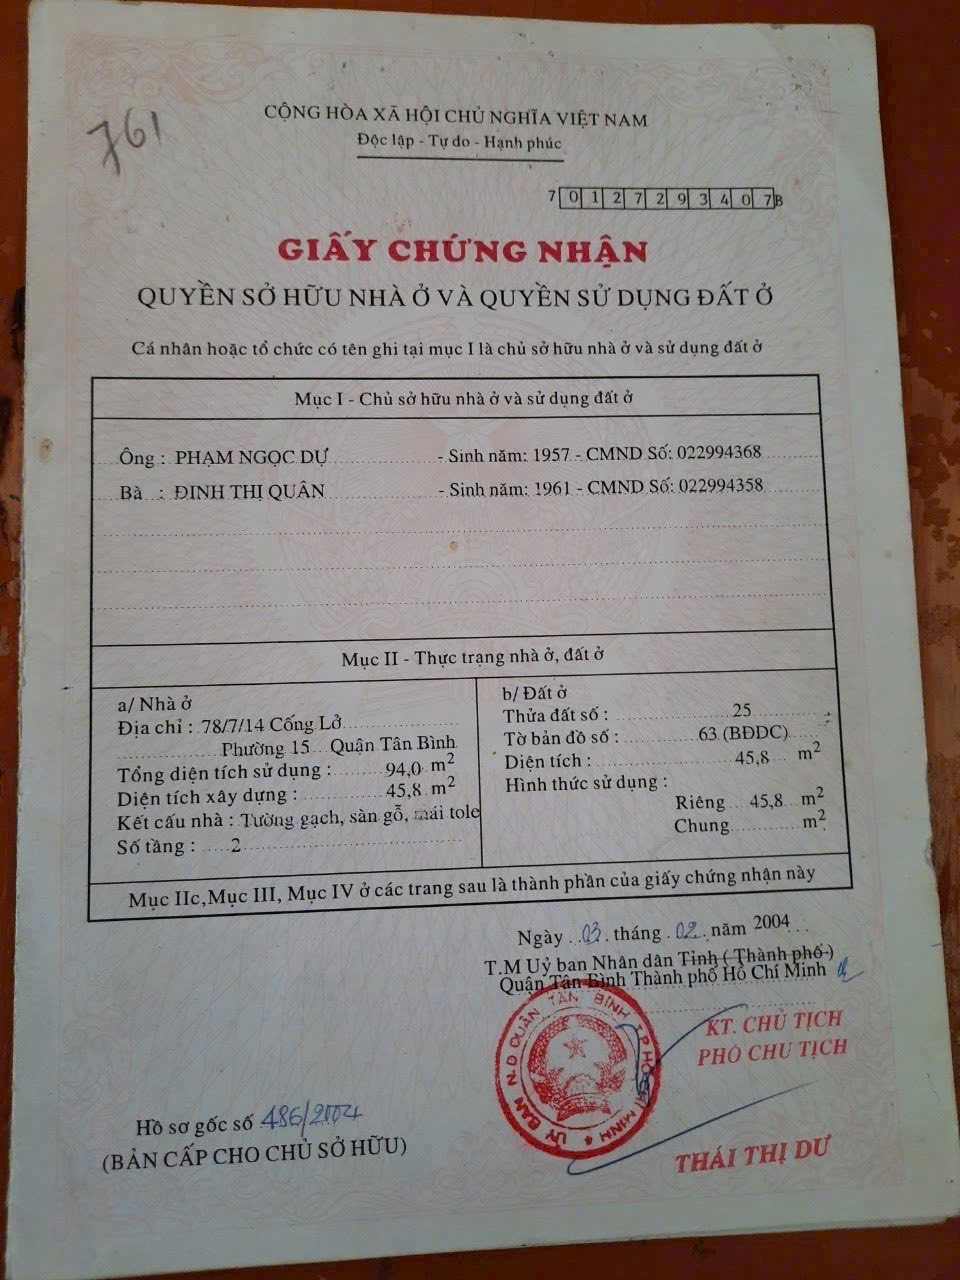 761
CỘNG HÒA XÃ HỘI CHỦ NGHĨA VIỆT NAM
Độc lập - Tự do - Hạnh phúc
7 0 1 2 7 2 9 3 4 0 7 B
GIẤY CHỨNG NHẬN
QUYỀN SỞ HỮU NHÀ Ở VÀ QUYỀN SỬ DỤNG ĐẤT Ở
Cá nhân hoặc tổ chức có tên ghi tại mục I là chủ sở hữu nhà ở và sử dụng đất ở
Mục I - Chủ sở hữu nhà ở và sử dụng đất ở
Ông : PHẠM NGỌC DỰ - Sinh năm: 1957 - CMND Số: 022994368
Bà : ĐINH THỊ QUÂN - Sinh năm: 1961 - CMND Số: 022994358
Mục II - Thực trạng nhà ở, đất ở
a/ Nhà ở
Địa chỉ : 78/7/14 Cống Lở
Phường 15 Quận Tân Bình
Tổng diện tích sử dụng : 94,0 m2
Diện tích xây dựng : 45,8 m2
Kết cấu nhà : Tường gạch, sàn gỗ, mái tole
Số tầng : 2
b/ Đất ở
Thửa đất số : 25
Tờ bản đồ số : 63 (BĐDC)
Diện tích : 45,8 m2
Hình thức sử dụng :
Riêng 45,8 m2
Chung m2
Mục IIc, Mục III, Mục IV ở các trang sau là thành phần của giấy chứng nhận này
Ngày 03 tháng 02 năm 2004
T.M Uỷ ban Nhân dân Tỉnh ( Thành phố )
Quận Tân Bình Thành phố Hồ Chí Minh
KT. CHỦ TỊCH
PHÓ CHỦ TỊCH
ỦY BAN N.D QUẬN TÂN BÌNH T.P HỒ CHÍ MINH
THÁI THỊ DƯ
Hồ sơ gốc số 486/2004
(BẢN CẤP CHO CHỦ SỞ HỮU)